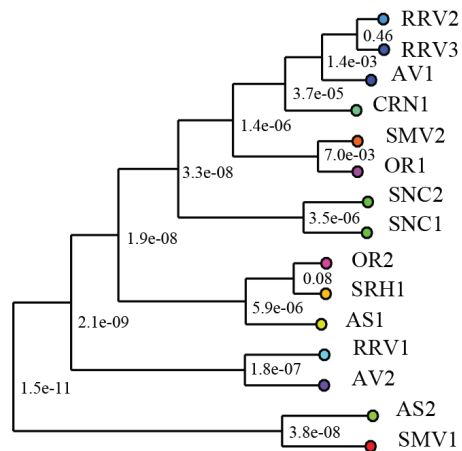 RRV2
0.46
RRV3
1.4e-03
AV1
3.7e-05
CRN1
1.4e-06
SMV2
7.0e-03
OR1
3.3e-08
SNC2
3.5e-06
SNC1
1.9e-08
OR2
0.08
SRH1
5.9e-06
AS1
2.1e-09
RRV1
1.8e-07
AV2
1.5e-11
AS2
3.8e-08
SMV1